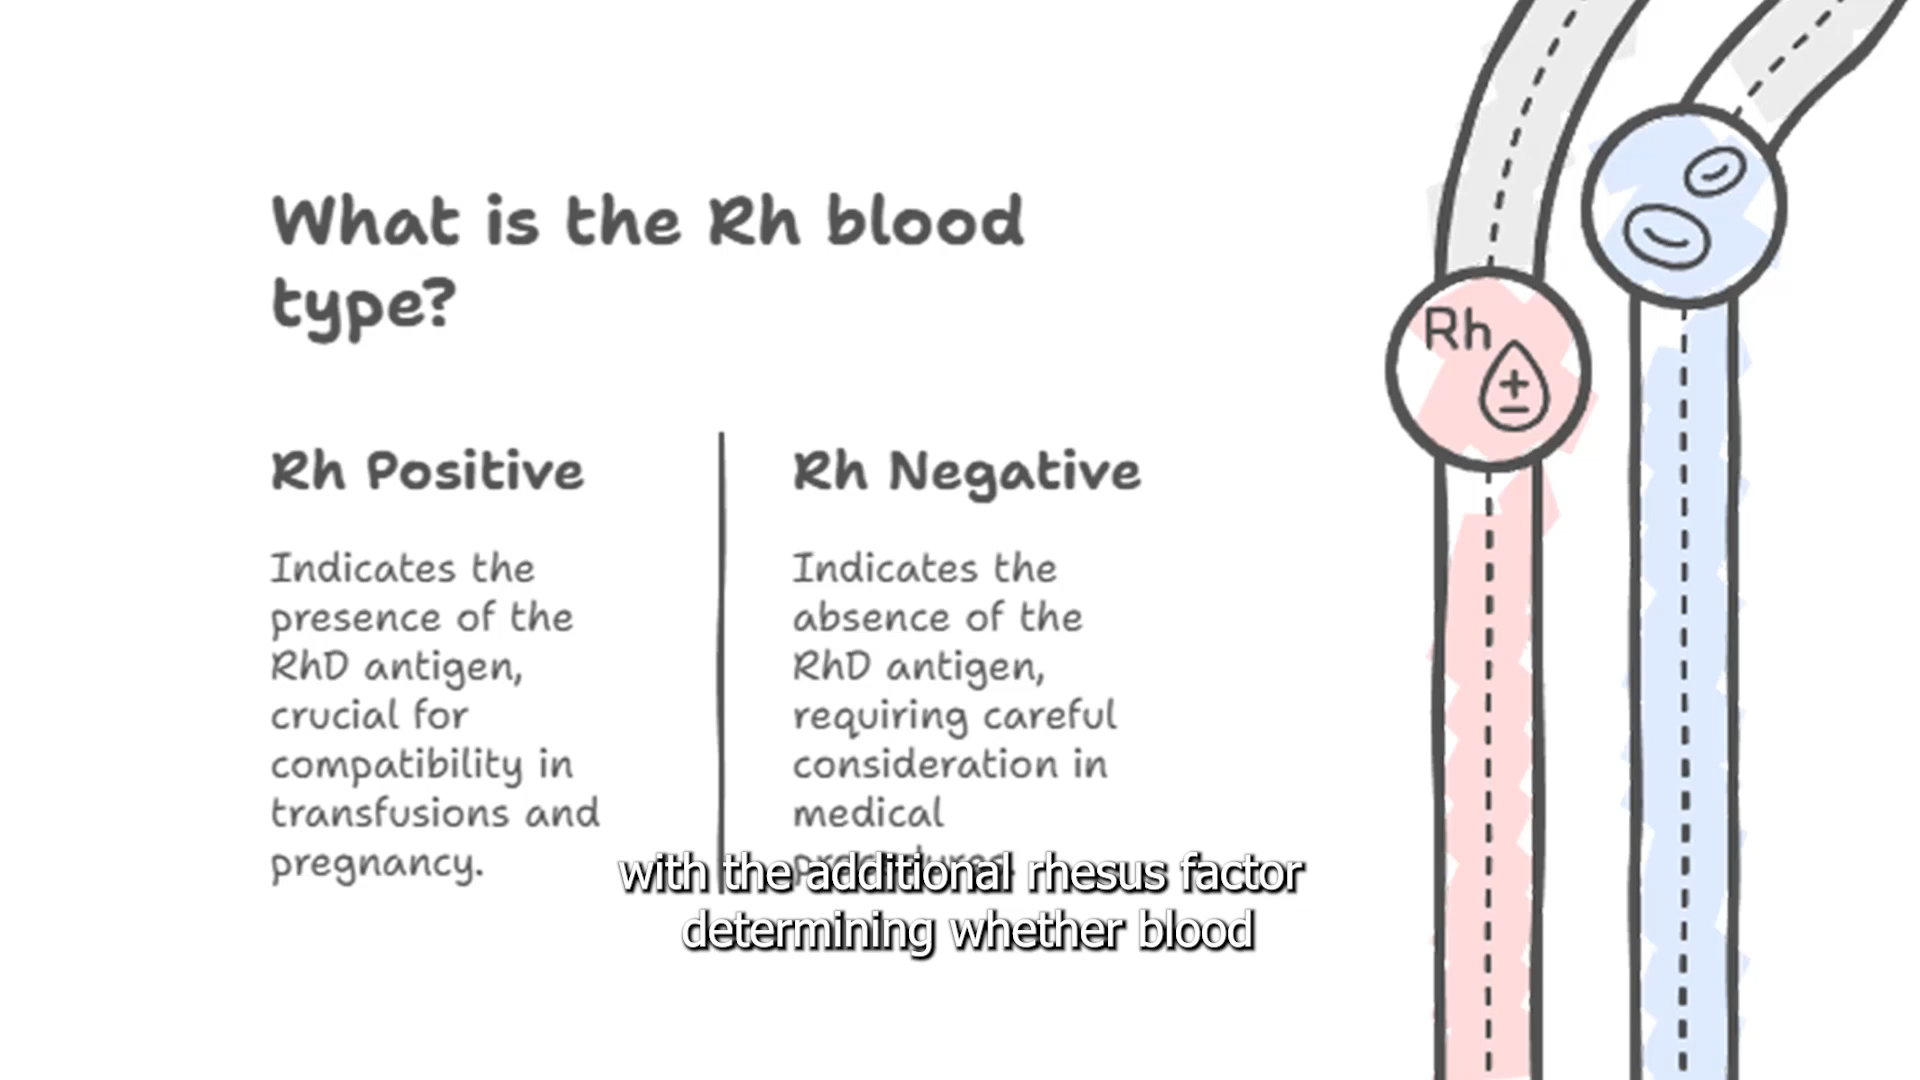 What is the Rh blood
type?
Rh Positive
Indicates the
presence of the
RhD antigen,
crucial for
compatibility in
transfusions and
pregnancy.
Rh Negative
Indicates the
absence of the
RhD antigen,
requiring careful
consideration in
medical
Rh
with the additional rhesus factor
determining whether blood